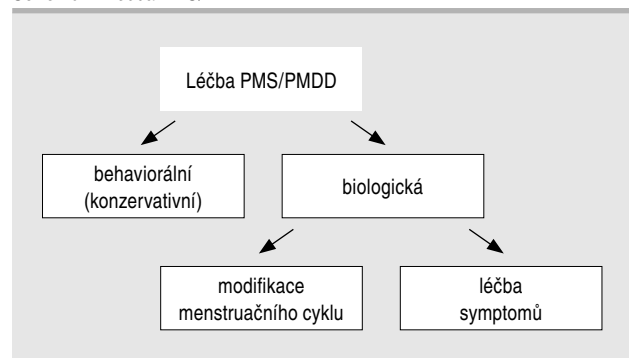 Léčba PMS/PMDD
behaviorální
(konzervativní)
biologická
modifikace
menstruačního cyklu
léčba
symptomů